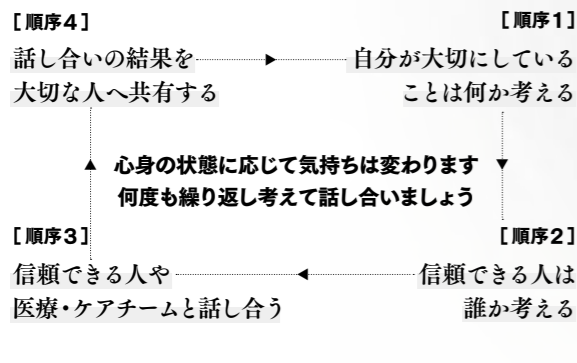 [順序4]
話し合いの結果を
大切な人へ共有する
[順序1]
自分が大切にしている
ことは何か考える
心身の状態に応じて気持ちは変わります
何度も繰り返し考えて話し合いましょう
[順序3]
信頼できる人や
医療・ケアチームと話し合う
[順序2]
信頼できる人は
誰か考える